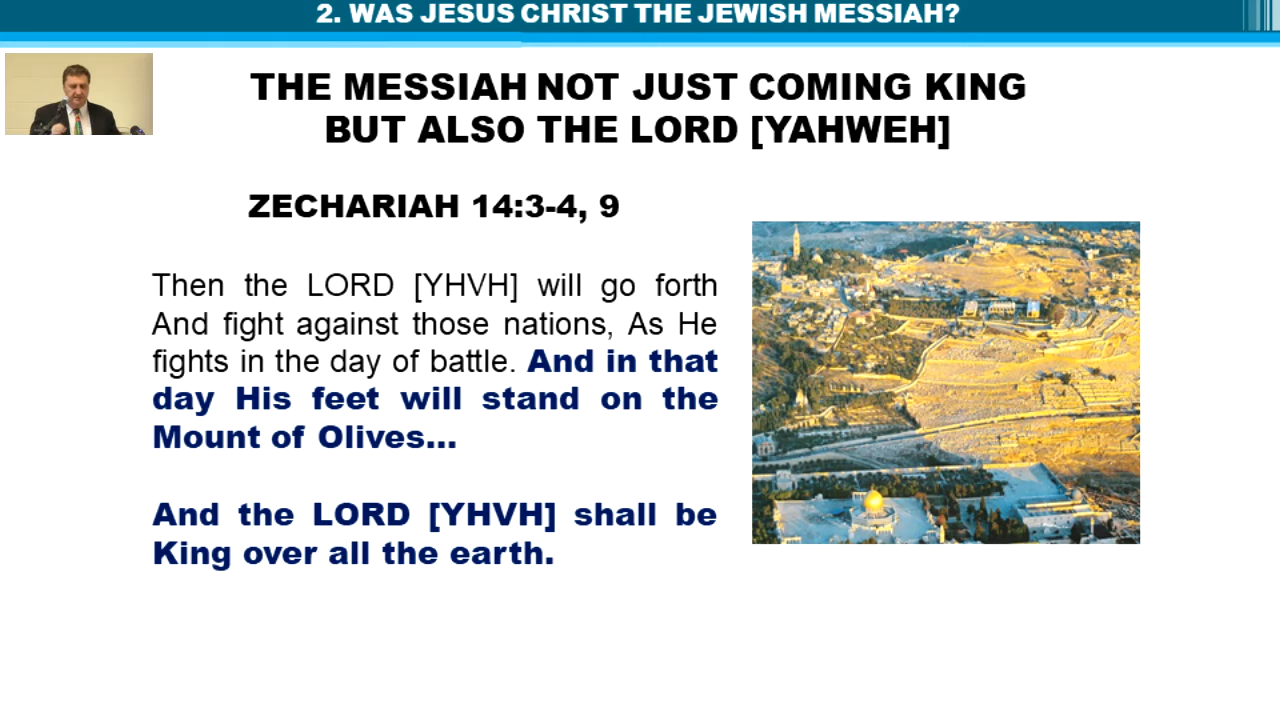 2. WAS JESUS CHRIST THE JEWISH MESSIAH?
THE MESSIAH NOT JUST COMING KING
BUT ALSO THE LORD [YAHWEH]
ZECHARIAH 14:3-4, 9
Then the LORD [YHVH] will go forth
And fight against those nations, As He
fights in the day of battle. And in that
day His feet will stand on the
Mount of Olives...
And the LORD [YHVH] shall be
King over all the earth.